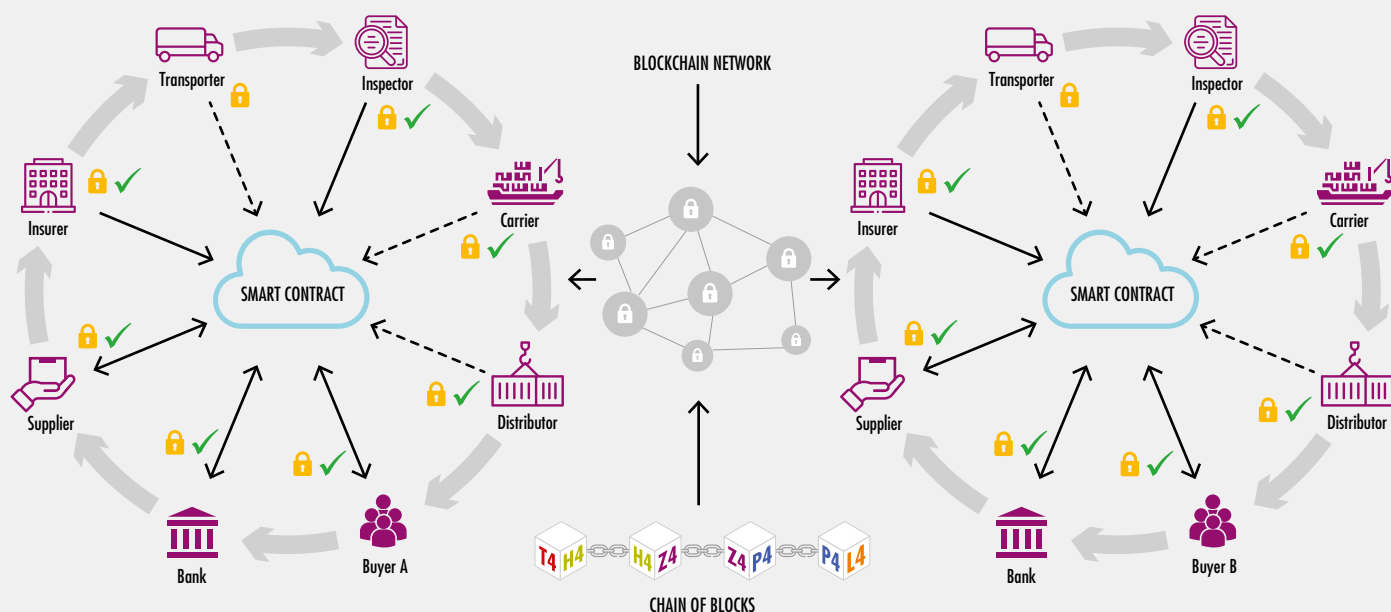 Transporter
Inspector
BLOCKCHAIN NETWORK
Transporter
Inspector
Insurer
Carrier
Insurer
Carrier
SMART CONTRACT
SMART CONTRACT
Supplier
Distributor
Supplier
Distributor
Bank
Buyer A
T4 H4
H4 Z4
Z4 P4
P4 L4
Bank
Buyer B
CHAIN OF BLOCKS